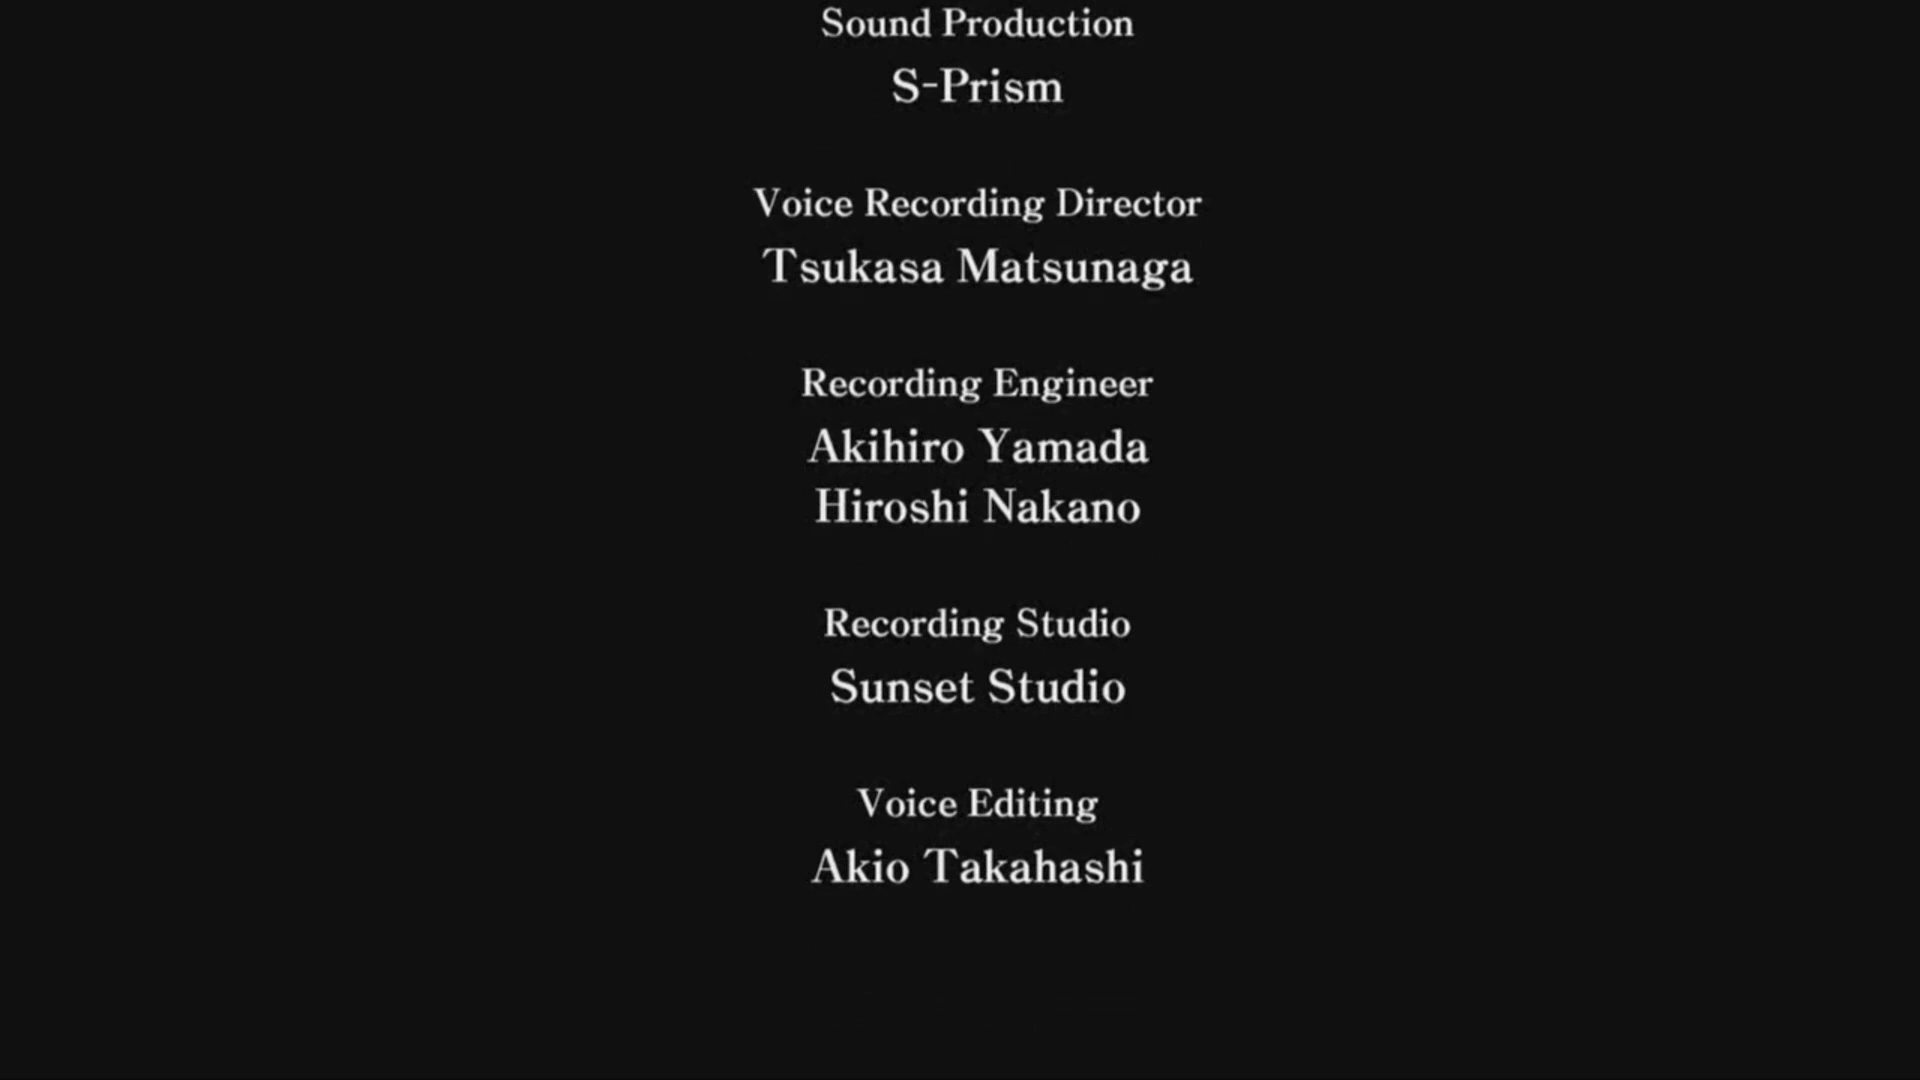 Sound Production
S-Prism
Voice Recording Director
Tsukasa Matsunaga
Recording Engineer
Akihiro Yamada
Hiroshi Nakano
Recording Studio
Sunset Studio
Voice Editing
Akio Takahashi